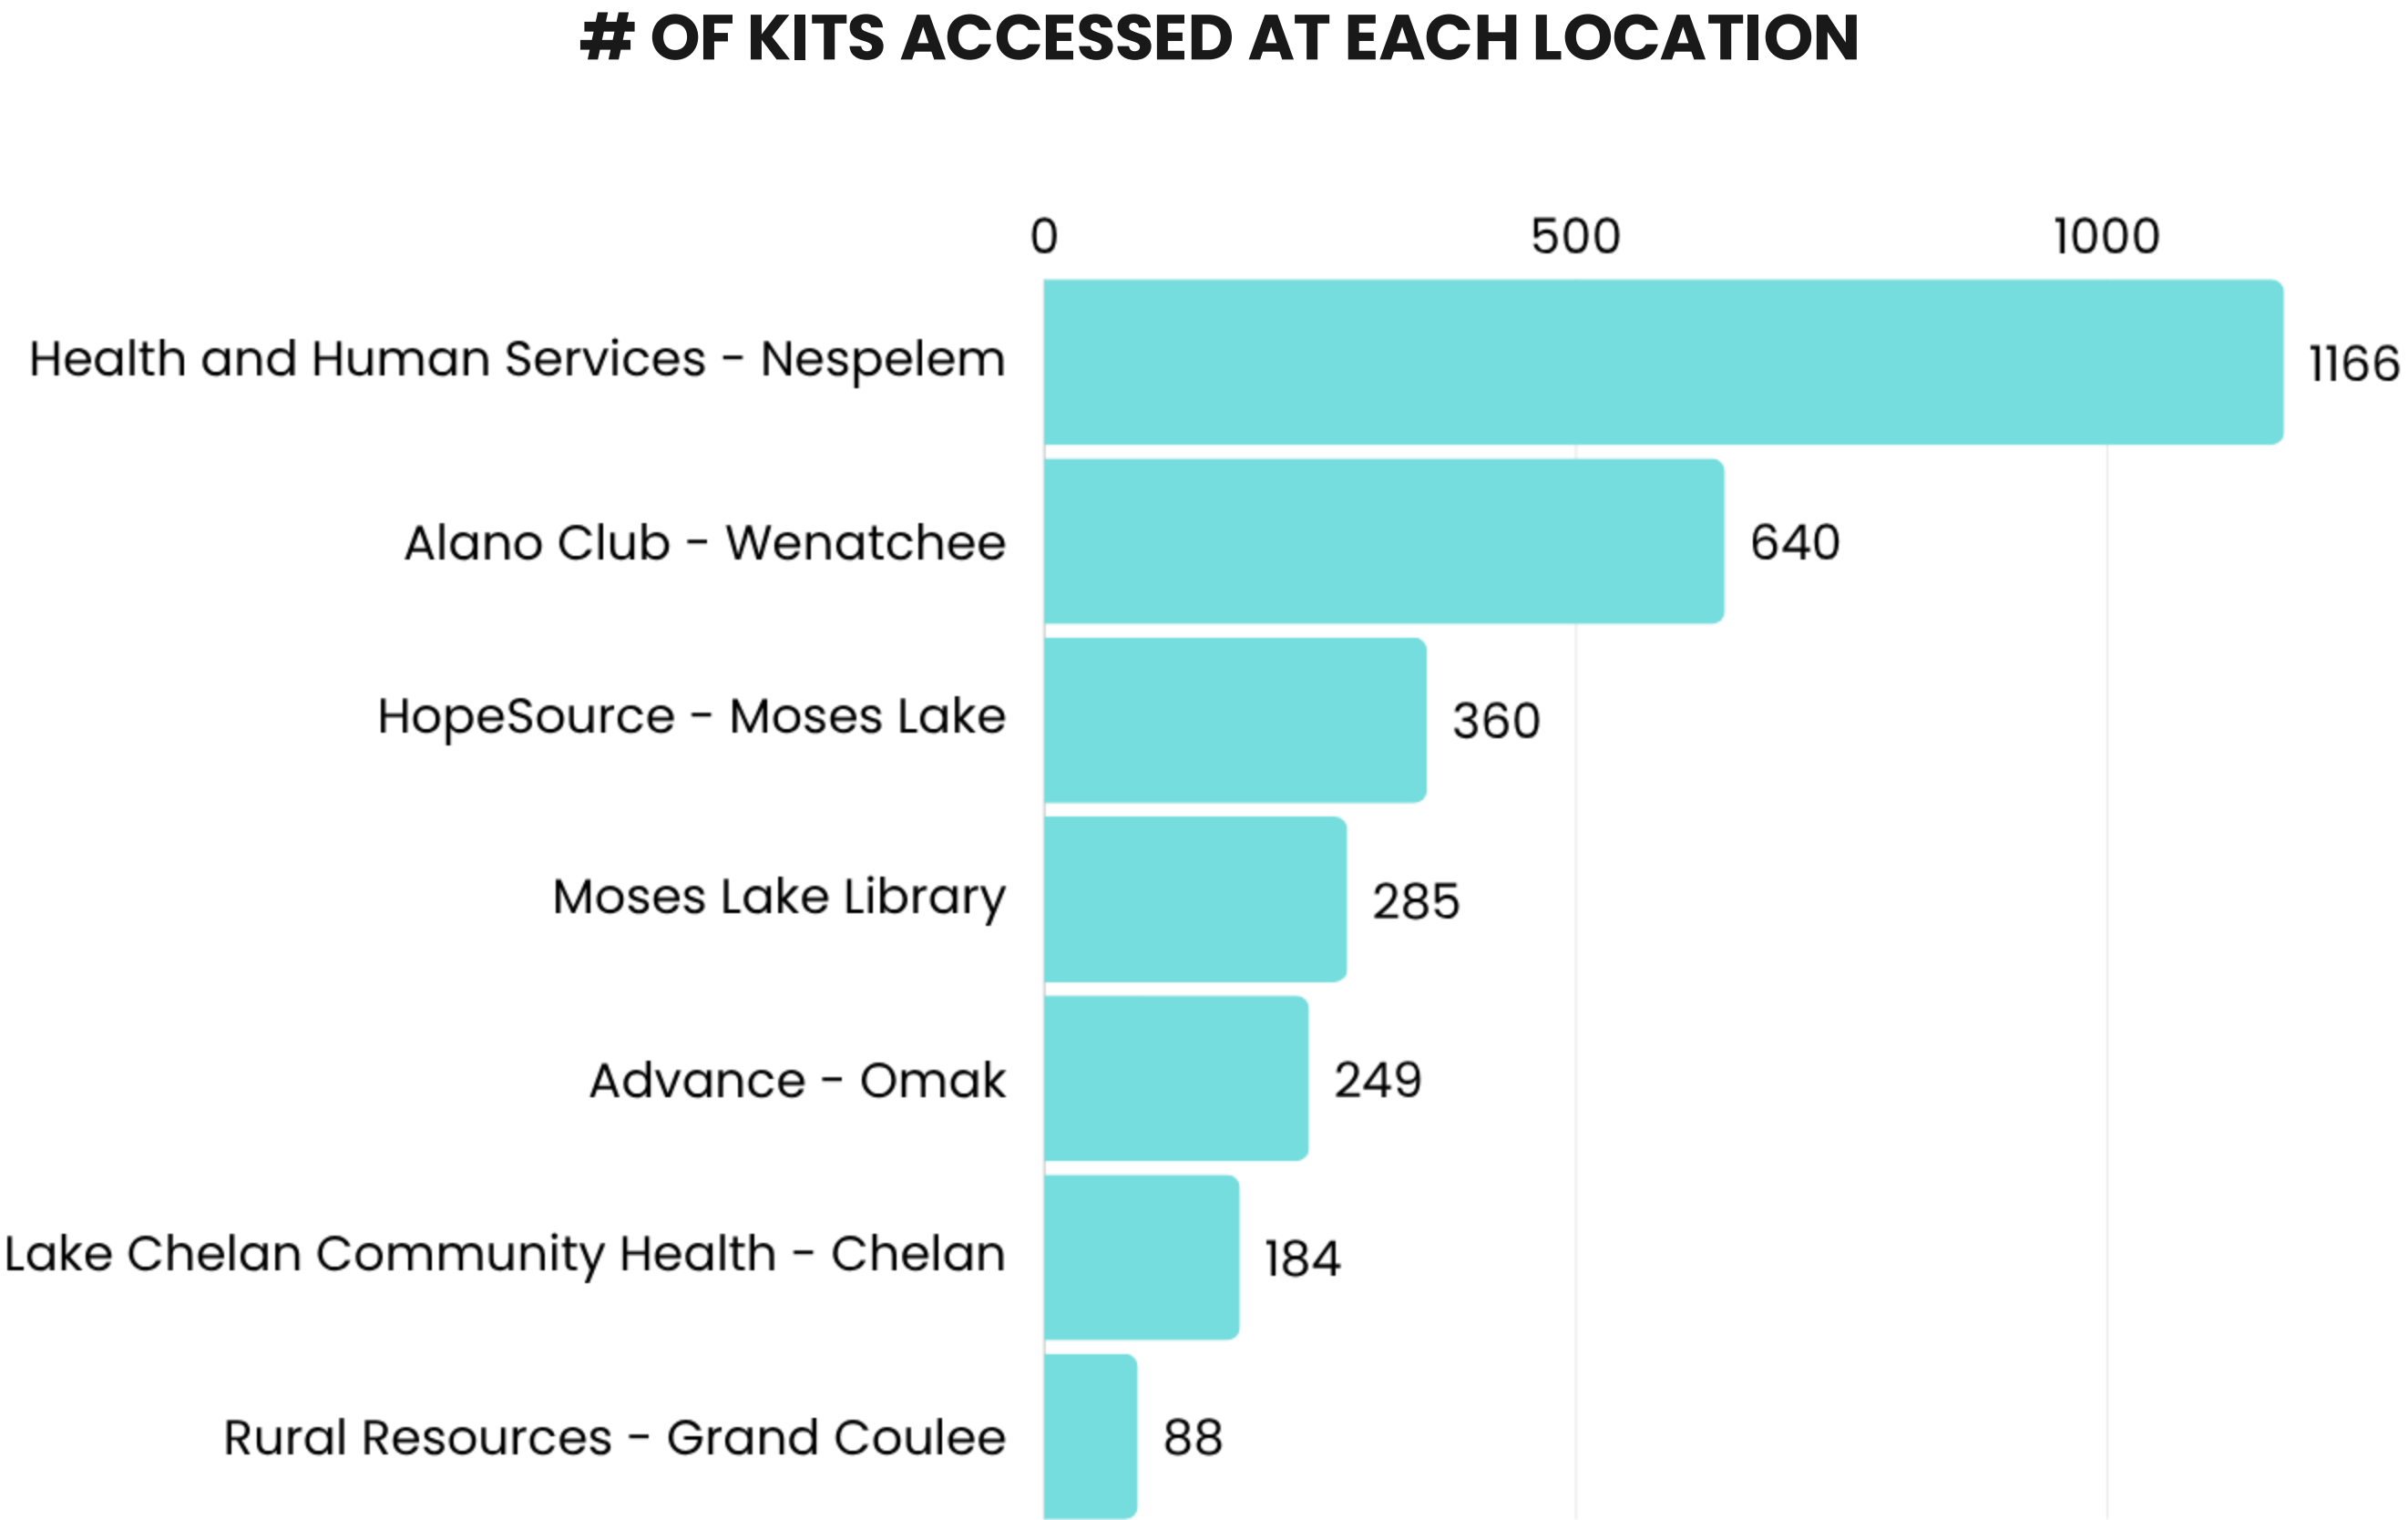 # OF KITS ACCESSED AT EACH LOCATION
0 500 1000
Health and Human Services - Nespelem 1166
Alano Club - Wenatchee 640
HopeSource - Moses Lake 360
Moses Lake Library 285
Advance - Omak 249
Lake Chelan Community Health - Chelan 184
Rural Resources - Grand Coulee 88